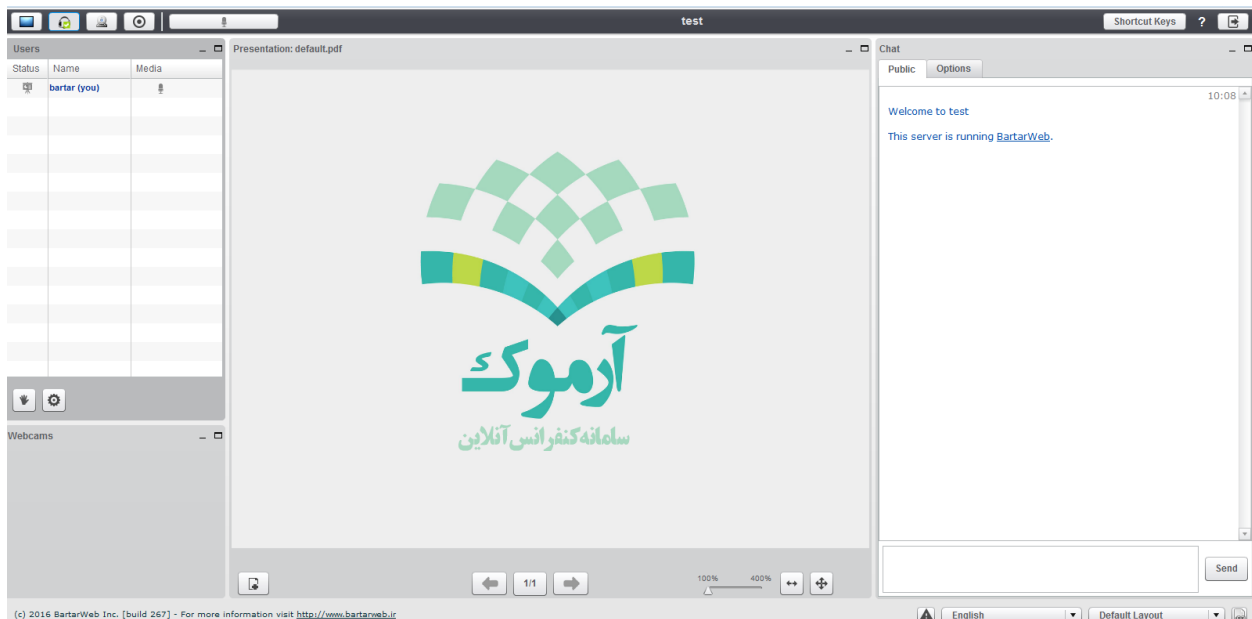 test
Shortcut Keys
?
Users
Status Name Media
bartar (you)
Webcams
Presentation: default.pdf
آرموک
سامانه کنفرانس آنلاین
1/1
100% 400%
Chat
Public Options
10:08
Welcome to test
This server is running BartarWeb.
Send
(c) 2016 BartarWeb Inc. [build 267] - For more information visit http://www.bartarweb.ir
English
Default Layout